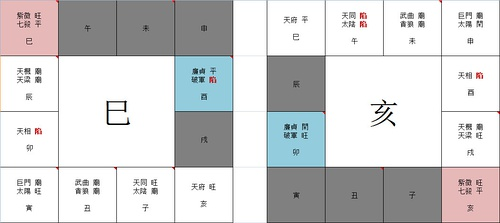 紫微 旺
七殺 平
巳
午
未
申
天機 廟
天梁 廟
辰
巳
廉貞 平
破軍 陷
酉
天相 陷
卯
戌
巨門 廟
太陽 旺
寅
武曲 廟
貪狼 廟
丑
天同 旺
太陰 廟
子
天府 旺
亥
天府 平
巳
天同 陷
太陰 陷
午
武曲 廟
貪狼 廟
未
巨門 廟
太陽 閒
申
辰
亥
天相 陷
酉
廉貞 閒
破軍 旺
卯
天機 廟
天梁 旺
戌
寅
丑
子
紫微 旺
七殺 平
亥